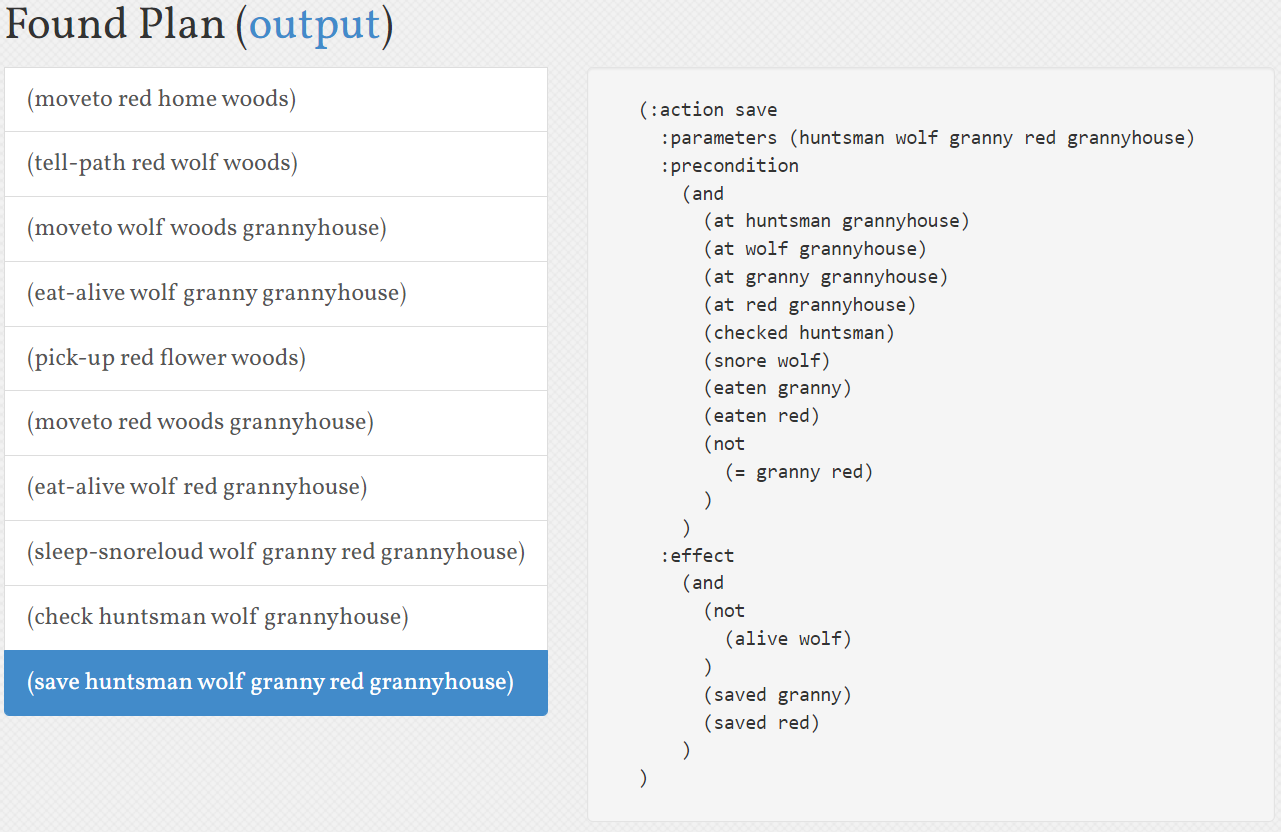 Found Plan (output)
(moveto red home woods)
(tell-path red wolf woods)
(moveto wolf woods grannyhouse)
(eat-alive wolf granny grannyhouse)
(pick-up red flower woods)
(moveto red woods grannyhouse)
(eat-alive wolf red grannyhouse)
(sleep-snoreloud wolf granny red grannyhouse)
(check huntsman wolf grannyhouse)
(save huntsman wolf granny red grannyhouse)
(:action save
  :parameters (huntsman wolf granny red grannyhouse)
  :precondition
    (and
      (at huntsman grannyhouse)
      (at wolf grannyhouse)
      (at granny grannyhouse)
      (at red grannyhouse)
      (checked huntsman)
      (snore wolf)
      (eaten granny)
      (eaten red)
      (not
        (= granny red)
      )
    )
  :effect
    (and
      (not
        (alive wolf)
      )
      (saved granny)
      (saved red)
    )
)